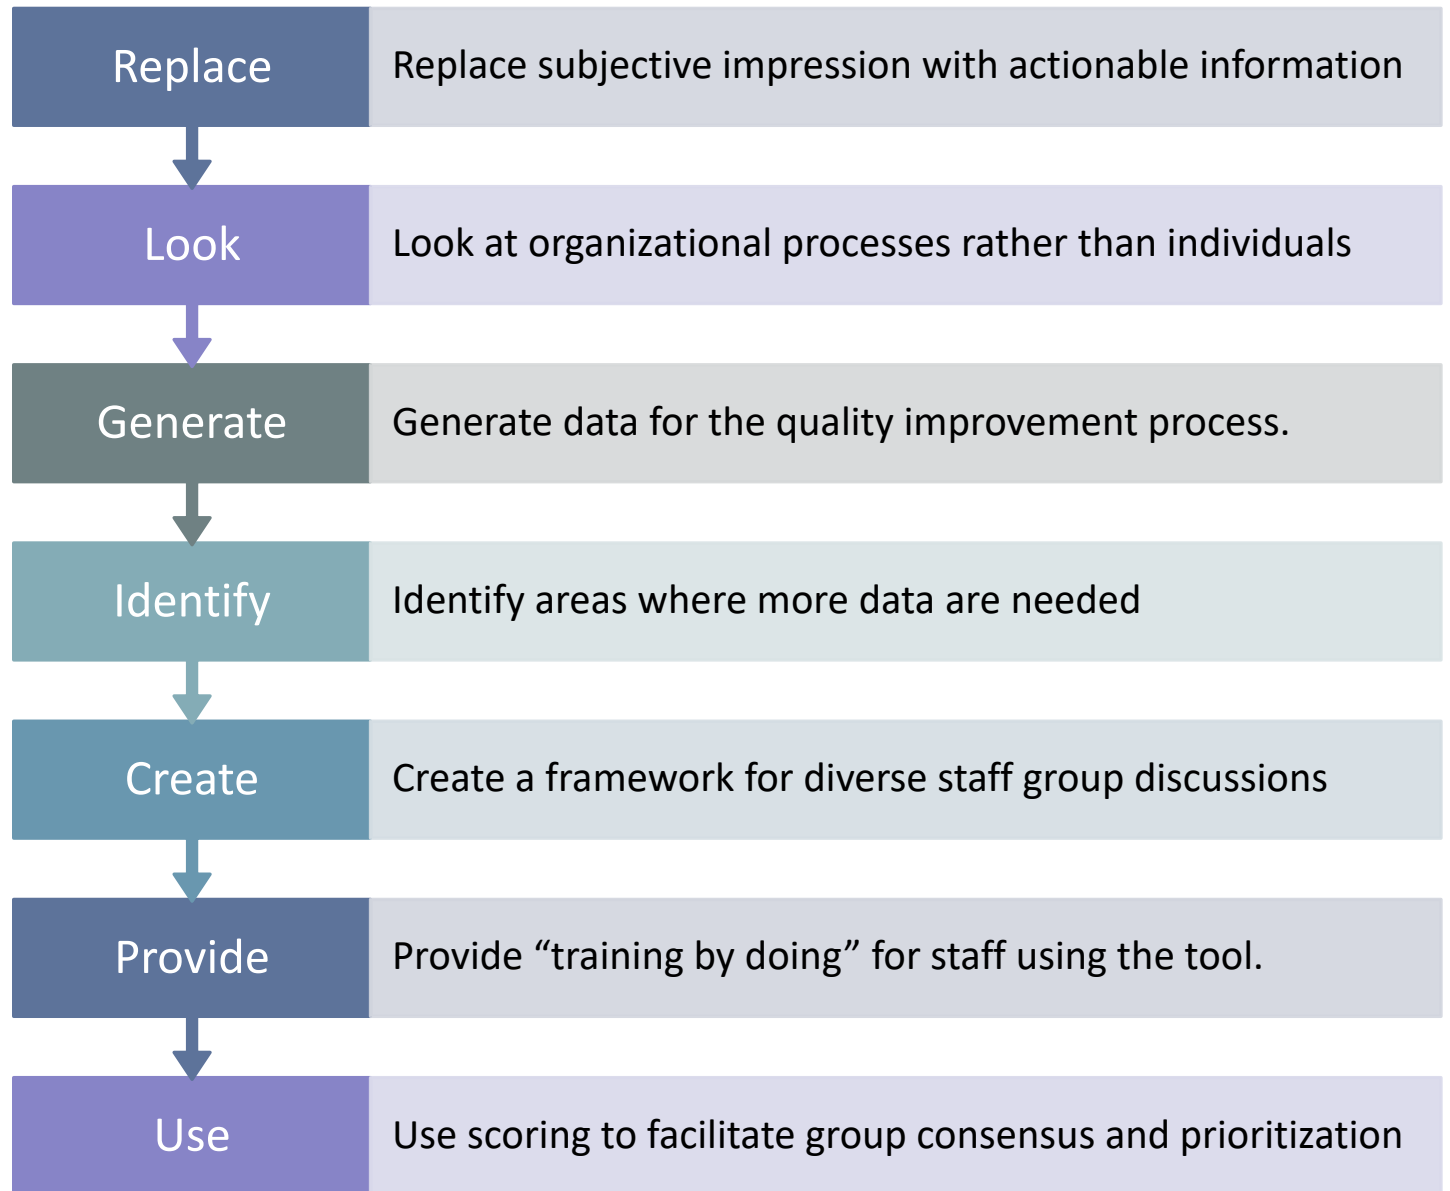 Replace
Replace subjective impression with actionable information
Look
Look at organizational processes rather than individuals
Generate
Generate data for the quality improvement process.
Identify
Identify areas where more data are needed
Create
Create a framework for diverse staff group discussions
Provide
Provide “training by doing” for staff using the tool.
Use
Use scoring to facilitate group consensus and prioritization